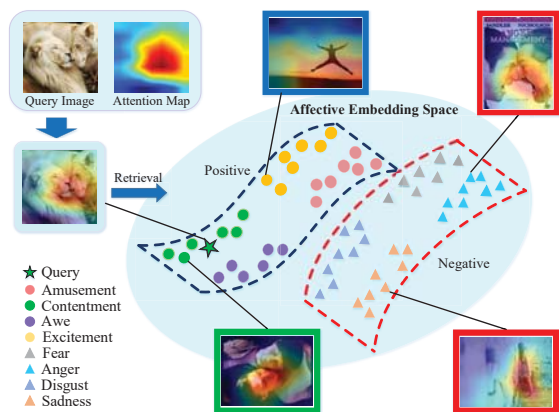 Query Image
Attention Map
Retrieval
Affective Embedding Space
Positive
Negative
Query
Amusement
Contentment
Awe
Excitement
Fear
Anger
Disgust
Sadness
MANAGEMENT